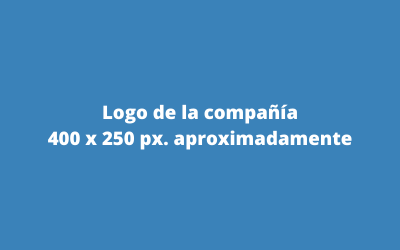 Logo de la compañía
400 x 250 px. aproximadamente